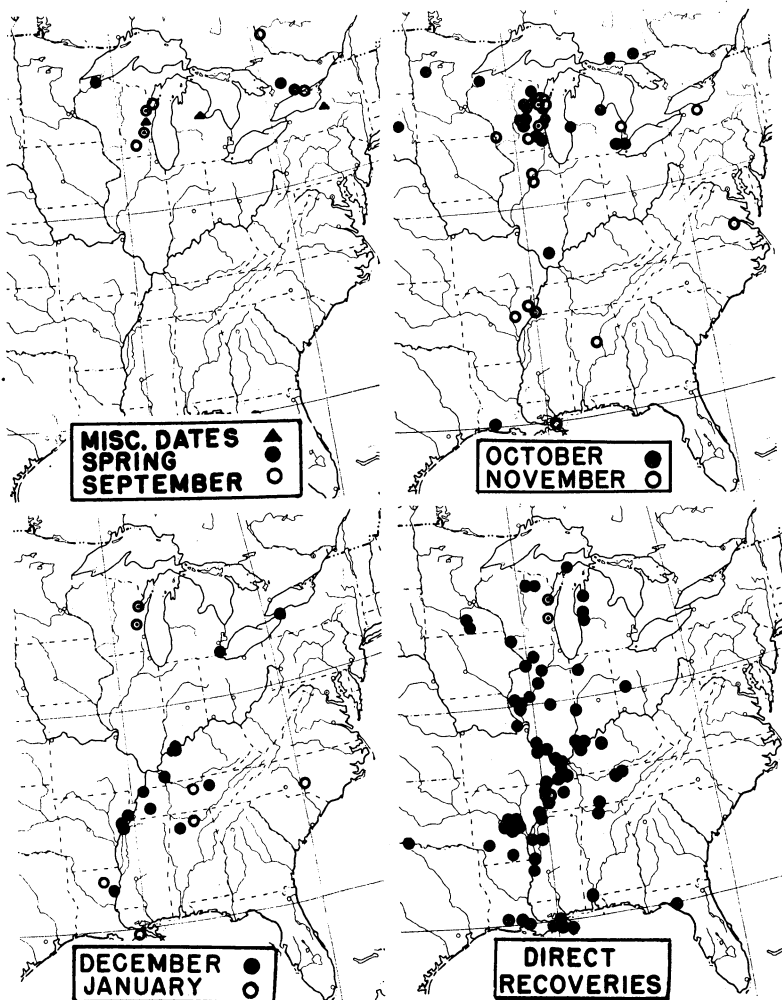 MISC. DATES
SPRING
SEPTEMBER
OCTOBER
NOVEMBER
DECEMBER
JANUARY
DIRECT
RECOVERIES